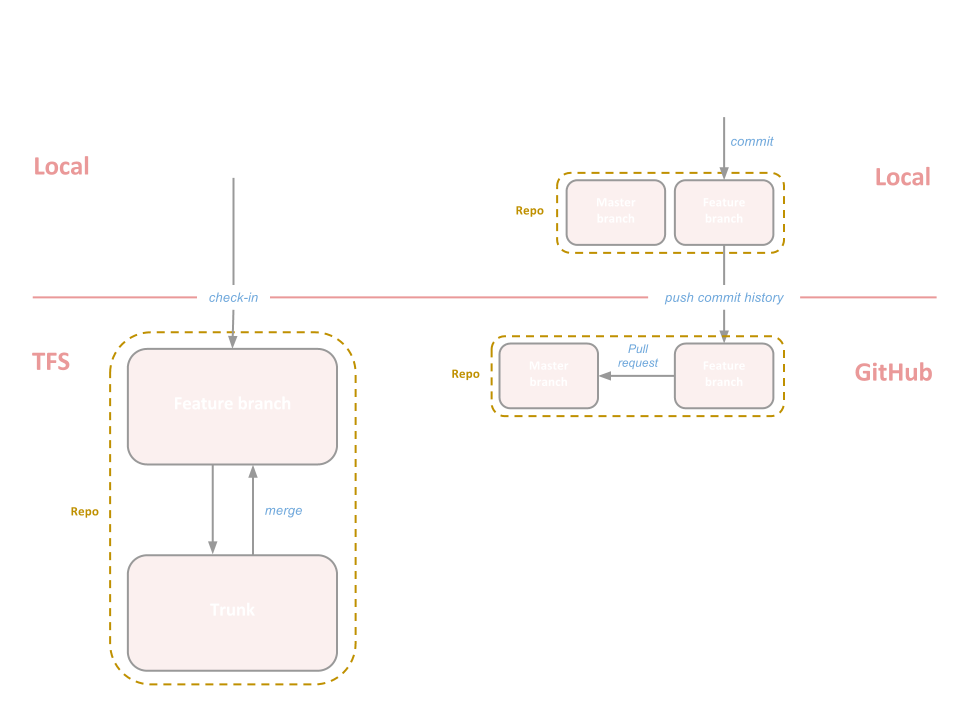 Local
check-in
TFS
Feature branch
Repo
merge
Trunk
commit
Local
Repo
Master
branch
Feature
branch
push commit history
Repo
Master
branch
Pull
request
Feature
branch
GitHub